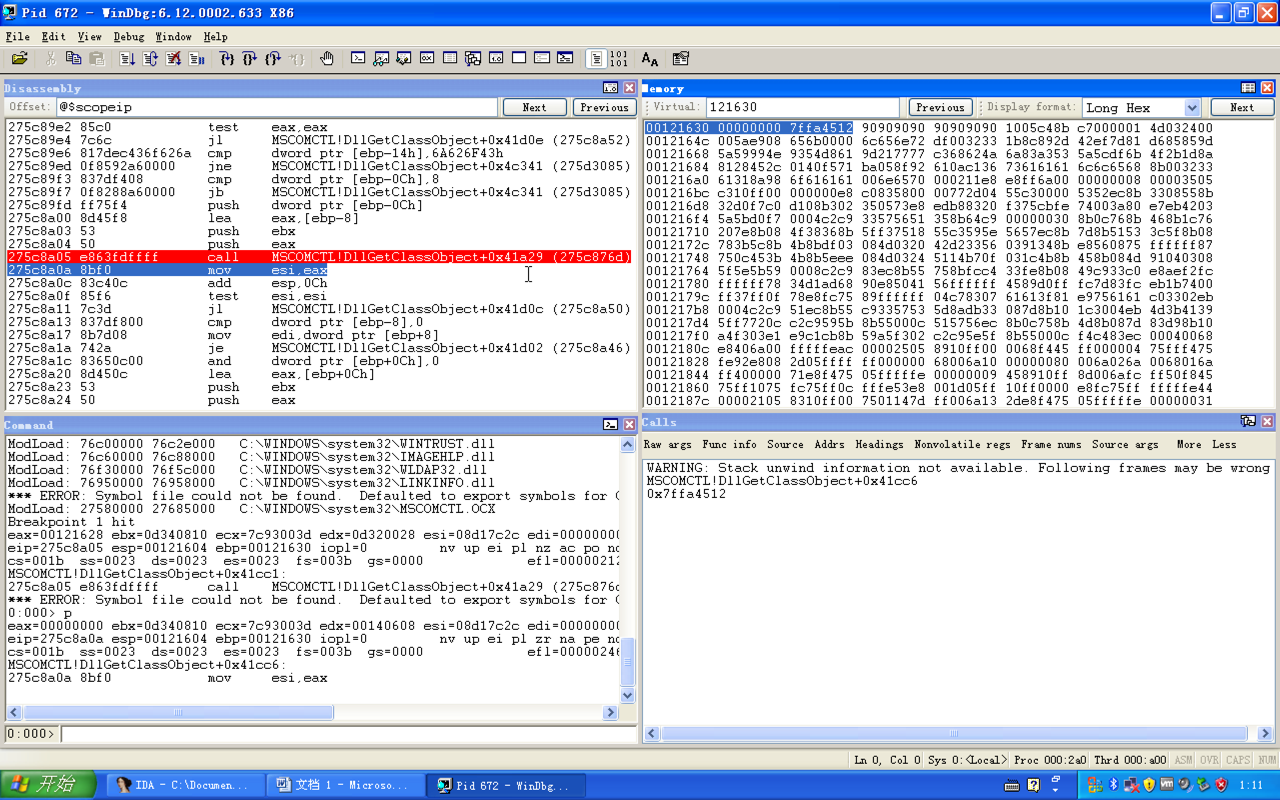 Pid 672 - WinDbg:6.12.0002.633 X86
File Edit View Debug Window Help
Disassembly
Offset: @$scopeip Next Previous
275c89e2 85c0 test eax,eax
275c89e4 7c6c jl MSCOMCTL!DllGetClassObject+0x41d0e (275c8a52)
275c89e6 817dec436f626a cmp dword ptr [ebp-14h],6A626F43h
275c89ed 0f8592a60000 jne MSCOMCTL!DllGetClassObject+0x4c341 (275d3085)
275c89f3 837df408 cmp dword ptr [ebp-0Ch],8
275c89f7 0f8288a60000 jb MSCOMCTL!DllGetClassObject+0x4c341 (275d3085)
275c89fd ff75f4 push dword ptr [ebp-0Ch]
275c8a00 8d45f8 lea eax,[ebp-8]
275c8a03 53 push ebx
275c8a04 50 push eax
275c8a05 e863fdffff call MSCOMCTL!DllGetClassObject+0x41a29 (275c876d)
275c8a0a 8bf0 mov esi,eax
275c8a0c 83c40c add esp,0Ch
275c8a0f 85f6 test esi,esi
275c8a11 7c3d jl MSCOMCTL!DllGetClassObject+0x41d0c (275c8a50)
275c8a13 837df800 cmp dword ptr [ebp-8],0
275c8a17 8b7d08 mov edi,dword ptr [ebp+8]
275c8a1a 742a je MSCOMCTL!DllGetClassObject+0x41d02 (275c8a46)
275c8a1c 83650c00 and dword ptr [ebp+0Ch],0
275c8a20 8d450c lea eax,[ebp+0Ch]
275c8a23 53 push ebx
275c8a24 50 push eax
Memory
Virtual: 121630 Previous Display format: Long Hex Next
00121630 00000000 7ffa4512 90909090 90909090 1005c48b c7000001 4d032400
0012164c 005ae908 656b0000 6c656e72 df003233 1b8c892d 42ef7d81 d685859d
00121668 5a59994e 9354d861 9d217777 c368624a 6a83a353 5a5cdf6b 4f2b1d8a
00121684 8128452c 0140f571 ba058f92 610ac136 73616161 6c6c6568 8b003233
001216a0 61318a98 6f616161 006e6570 000211e8 e8ff6a00 00000008 00003505
001216bc c310ff00 000000e8 c0835800 00772d04 55c30000 5352ec8b 3308558b
001216d8 32d0f7c0 d108b302 350573e8 edb88320 f375cbfe 74003a80 e7eb4203
001216f4 5a5bd0f7 0004c2c9 33575651 358b64c9 00000030 8b0c768b 468b1c76
00121710 207e8b08 4f38368b 5ff37518 55c3595e 5657ec8b 7d8b5153 3c5f8b08
0012172c 783b5c8b 4b8bdf03 084d0320 42d23356 0391348b e8560875 ffffff87
00121748 750c453b 4b8b5eee 084d0324 5114b70f 031c4b8b 458b084d 91040308
00121764 5f5e5b59 0008c2c9 83ec8b55 758bfcc4 33fe8b08 49c933c0 e8aef2fc
00121780 ffffff78 34d1ad68 90e85041 56ffffff 4589d0ff fc7d83fc eb1b7400
0012179c ff37ff0f 78e8fc75 89ffffff 04c78307 61613f81 e9756161 c03302eb
001217b8 0004c2c9 51ec8b55 c9335753 5d8adb33 087d8b10 1c3004eb 4d3b4139
001217d4 5ff7720c c2c9595b 8b55000c 515756ec 8b0c758b 4d8b087d 83d98b10
001217f0 a4f303e1 e9c1cb8b 59a5f302 c2c95e5f 8b55000c f4c483ec 00040068
0012180c e8406a00 fffffeac 00002505 8910ff00 0068f445 ff000004 75fff475
00121828 fe92e808 2d05ffff ff000000 68006a10 00000080 006a026a 0068016a
00121844 ff400000 71e8f475 05fffffe 00000009 458910ff 8d006afc ff50f845
00121860 75ff1075 fc75ff0c fffe53e8 001d05ff 10ff0000 e8fc75ff fffffe44
0012187c 00002105 8310ff00 7501147d ff006a13 2de8f475 05fffffe 00000031
Command
ModLoad: 76c00000 76c2e000 C:\WINDOWS\system32\WINTRUST.dll
ModLoad: 76c60000 76c88000 C:\WINDOWS\system32\IMAGEHLP.dll
ModLoad: 76f30000 76f5c000 C:\WINDOWS\system32\WLDAP32.dll
ModLoad: 76950000 76958000 C:\WINDOWS\system32\LINKINFO.dll
*** ERROR: Symbol file could not be found. Defaulted to export symbols for C
ModLoad: 27580000 27685000 C:\WINDOWS\system32\MSCOMCTL.OCX
Breakpoint 1 hit
eax=00121628 ebx=0d340810 ecx=7c93003d edx=0d320028 esi=08d17c2c edi=00000000
eip=275c8a05 esp=00121604 ebp=00121630 iopl=0 nv up ei pl nz ac po nc
cs=001b ss=0023 ds=0023 es=0023 fs=003b gs=0000 efl=00000212
MSCOMCTL!DllGetClassObject+0x41cc1:
275c8a05 e863fdffff call MSCOMCTL!DllGetClassObject+0x41a29 (275c876d
*** ERROR: Symbol file could not be found. Defaulted to export symbols for C
0:000> p
eax=00000000 ebx=0d340810 ecx=7c93003d edx=00140608 esi=08d17c2c edi=00000000
eip=275c8a0a esp=00121604 ebp=00121630 iopl=0 nv up ei pl zr na pe nc
cs=001b ss=0023 ds=0023 es=0023 fs=003b gs=0000 efl=00000246
MSCOMCTL!DllGetClassObject+0x41cc6:
275c8a0a 8bf0 mov esi,eax
0:000>
Calls
Raw args Func info Source Addrs Headings Nonvolatile regs Frame nums Source args More Less
WARNING: Stack unwind information not available. Following frames may be wrong
MSCOMCTL!DllGetClassObject+0x41cc6
0x7ffa4512
Ln 0, Col 0 Sys 0:<Local> Proc 000:2a0 Thrd 000:a00 ASM OVR CAPS NUM
开始 IDA - C:\Documen... 文档 1 - Microso... Pid 672 - WinDbg... 1:11